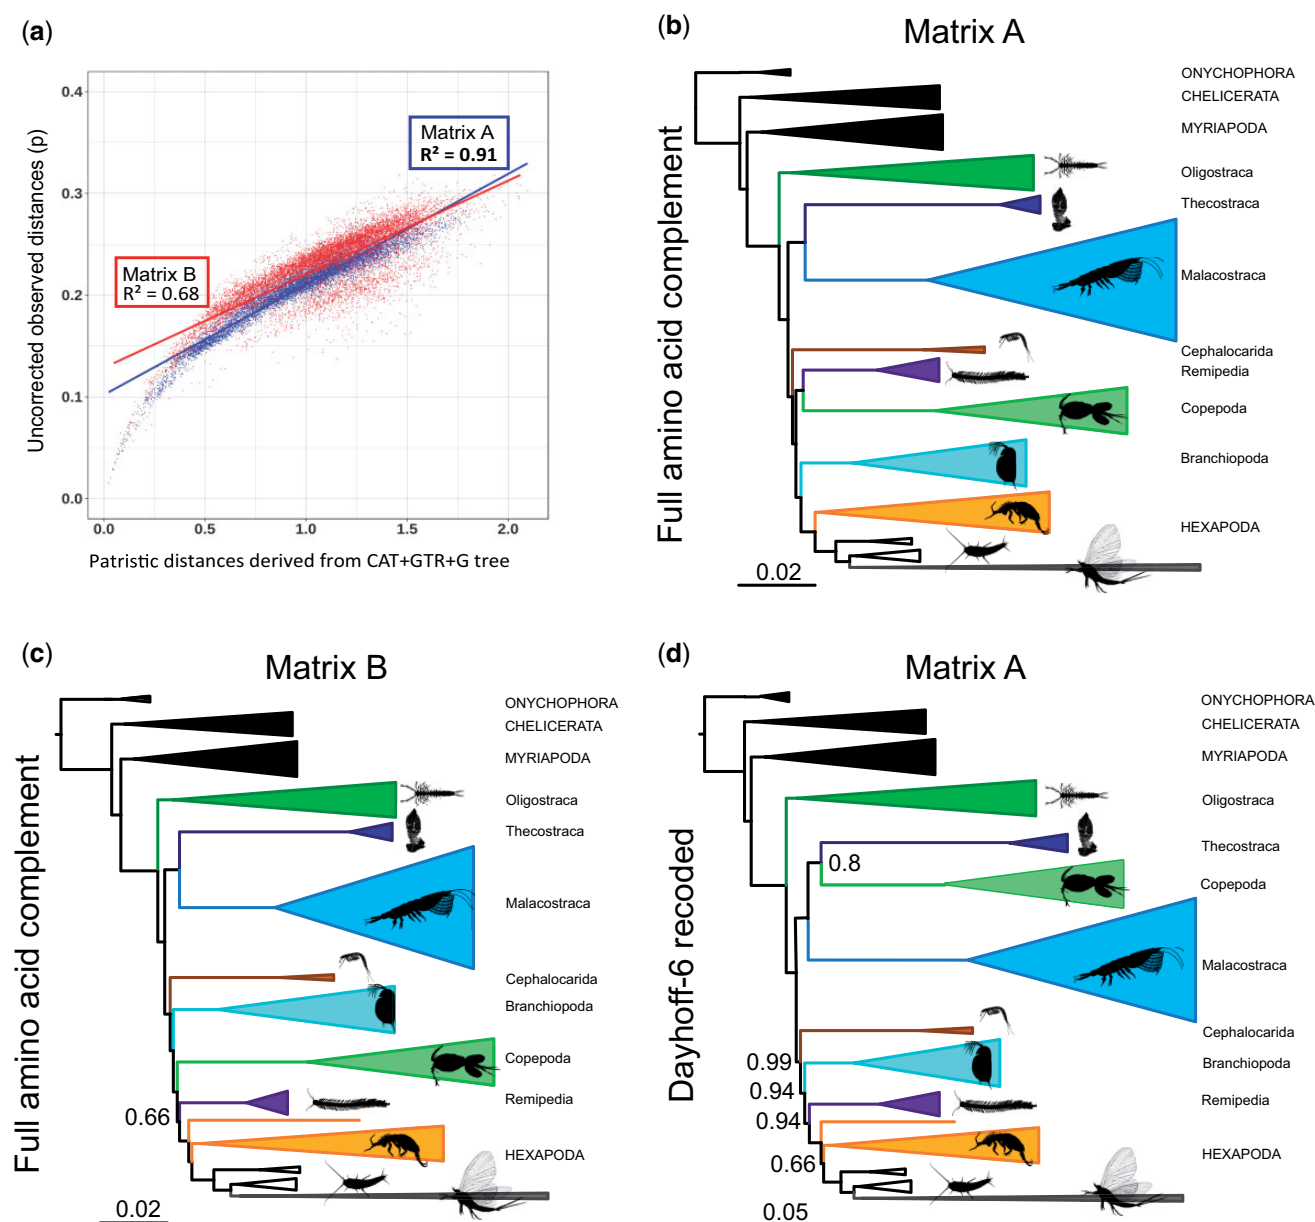 (a)
Uncorrected observed distances (p)
0.4
0.3
0.2
0.1
0.0
Matrix A
R² = 0.91
Matrix B
R² = 0.68
0.0 0.5 1.0 1.5 2.0
Patristic distances derived from CAT+GTR+G tree
(b)
Matrix A
Full amino acid complement
ONYCHOPHORA
CHELICERATA
MYRIAPODA
Oligostraca
Thecostraca
Malacostraca
Cephalocarida
Remipedia
Copepoda
Branchiopoda
HEXAPODA
0.02
(c)
Matrix B
Full amino acid complement
ONYCHOPHORA
CHELICERATA
MYRIAPODA
Oligostraca
Thecostraca
Malacostraca
Cephalocarida
Branchiopoda
Copepoda
Remipedia
0.66
HEXAPODA
0.02
(d)
Matrix A
Dayhoff-6 recoded
ONYCHOPHORA
CHELICERATA
MYRIAPODA
Oligostraca
Thecostraca
0.8
Copepoda
Malacostraca
Cephalocarida
0.99
Branchiopoda
0.94
Remipedia
0.94
HEXAPODA
0.66
0.05